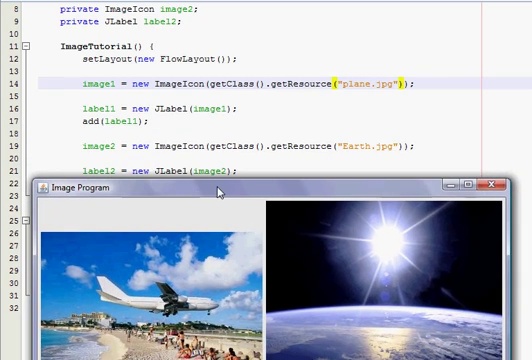 8 private ImageIcon image2;
9 private JLabel label2;
10
11 ImageTutorial() {
12 setLayout(new FlowLayout());
13
14 image1 = new ImageIcon(getClass().getResource("plane.jpg"));
15
16 label1 = new JLabel(image1);
17 add(label1);
18
19 image2 = new ImageIcon(getClass().getResource("Earth.jpg"));
20
21 label2 = new JLabel(image2);
22
23
24
25
26
27
28
29
30
31
32
Image Program